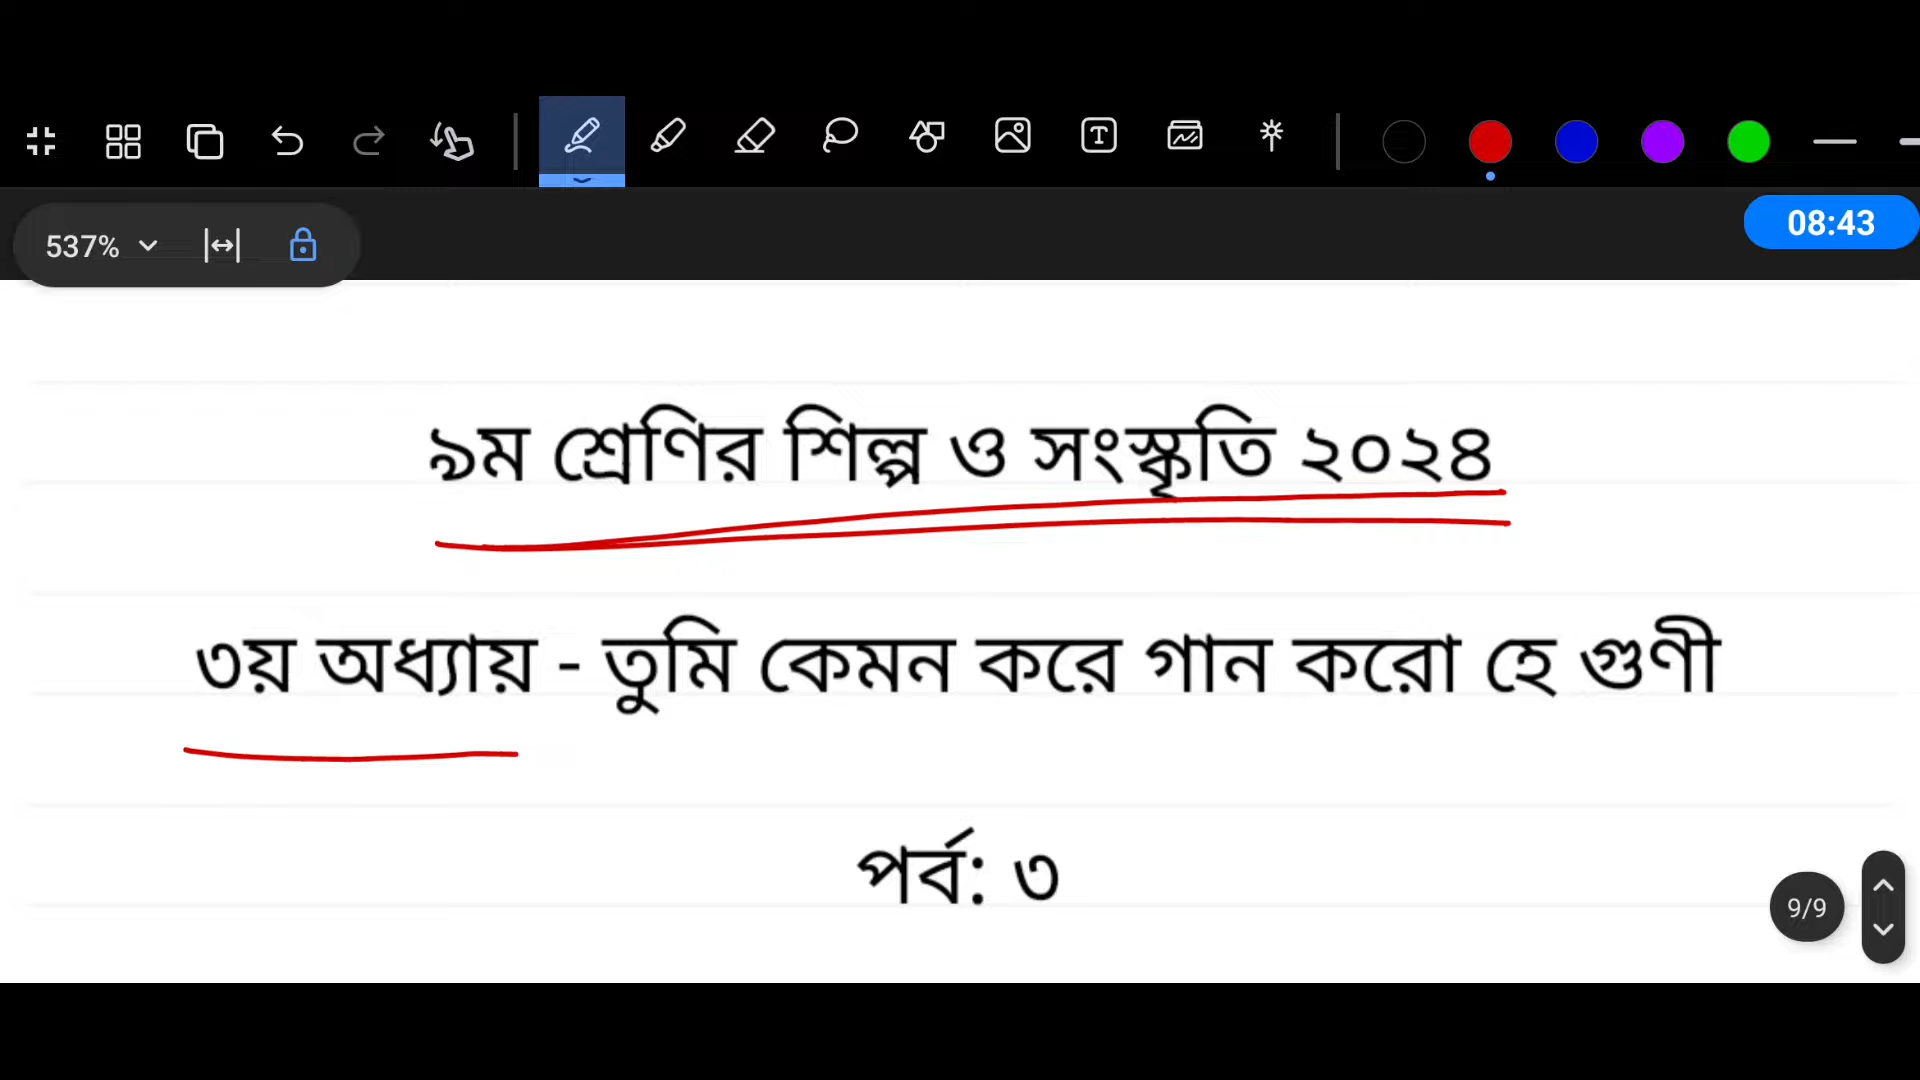 537%
08:43
৯ম শ্রেণির শিল্প ও সংস্কৃতি ২০২৪
৩য় অধ্যায় - তুমি কেমন করে গান করো হে গুণী
পর্ব: ৩
9/9